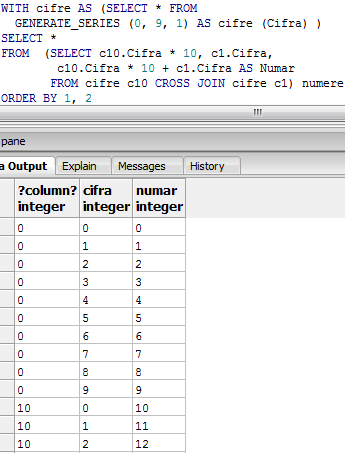 WITH cifre AS (SELECT * FROM
GENERATE_SERIES (0, 9, 1) AS cifre (Cifra) )
SELECT *
FROM (SELECT c10.Cifra * 10, c1.Cifra,
c10.Cifra * 10 + c1.Cifra AS Numar
FROM cifre c10 CROSS JOIN cifre c1) numere
ORDER BY 1, 2
pane
a Output Explain Messages History
?column? cifra numar
integer integer integer
0 0 0
0 1 1
0 2 2
0 3 3
0 4 4
0 5 5
0 6 6
0 7 7
0 8 8
0 9 9
10 0 10
10 1 11
10 2 12